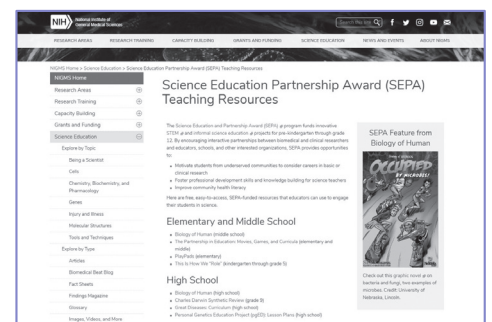 NIH National Institute of
General Medical Sciences
Search this site
RESEARCH AREAS RESEARCH TRAINING CAPACITY BUILDING GRANTS AND FUNDING SCIENCE EDUCATION NEWS AND EVENTS ABOUT NIGMS
NIGMS Home > Science Education > Science Education Partnership Award (SEPA) Teaching Resources
NIGMS Home
Research Areas
Research Training
Capacity Building
Grants and Funding
Science Education
Explore by Topic
Being a Scientist
Cells
Chemistry, Biochemistry, and
Pharmacology
Genes
Injury and Illness
Molecular Structures
Tools and Techniques
Explore by Type
Articles
Biomedical Beat Blog
Fact Sheets
Findings Magazine
Glossary
Images, Videos, and More
Science Education Partnership Award (SEPA)
Teaching Resources
The Science Education and Partnership Award (SEPA) program funds innovative
STEM and informal science education projects for pre-kindergarten through grade
12. By encouraging interactive partnerships between biomedical and clinical researchers
and educators, schools, and other interested organizations, SEPA provides opportunities
to:
Motivate students from underserved communities to consider careers in basic or
clinical research
Foster professional development skills and knowledge building for science teachers
Improve community health literacy.
Here are free, easy-to-access, SEPA-funded resources that educators can use to engage
their students in science.
Elementary and Middle School
Biology of Human (middle school)
The Partnership in Education: Movies, Games, and Curricula (elementary and
middle)
PlayPads (elementary)
This Is How We "Role" (kindergarten through grade 5)
High School
Biology of Human (high school)
Charles Darwin Synthetic Review (grade 9)
Great Diseases: Curriculum (high school)
Personal Genetics Education Project (pgED): Lesson Plans (high school)
SEPA Feature from
Biology of Human
OCCUPIED
BY MICROBES!
Check out this graphic novel on
bacteria and fungi, two examples of
microbes. Credit: University of
Nebraska, Lincoln.